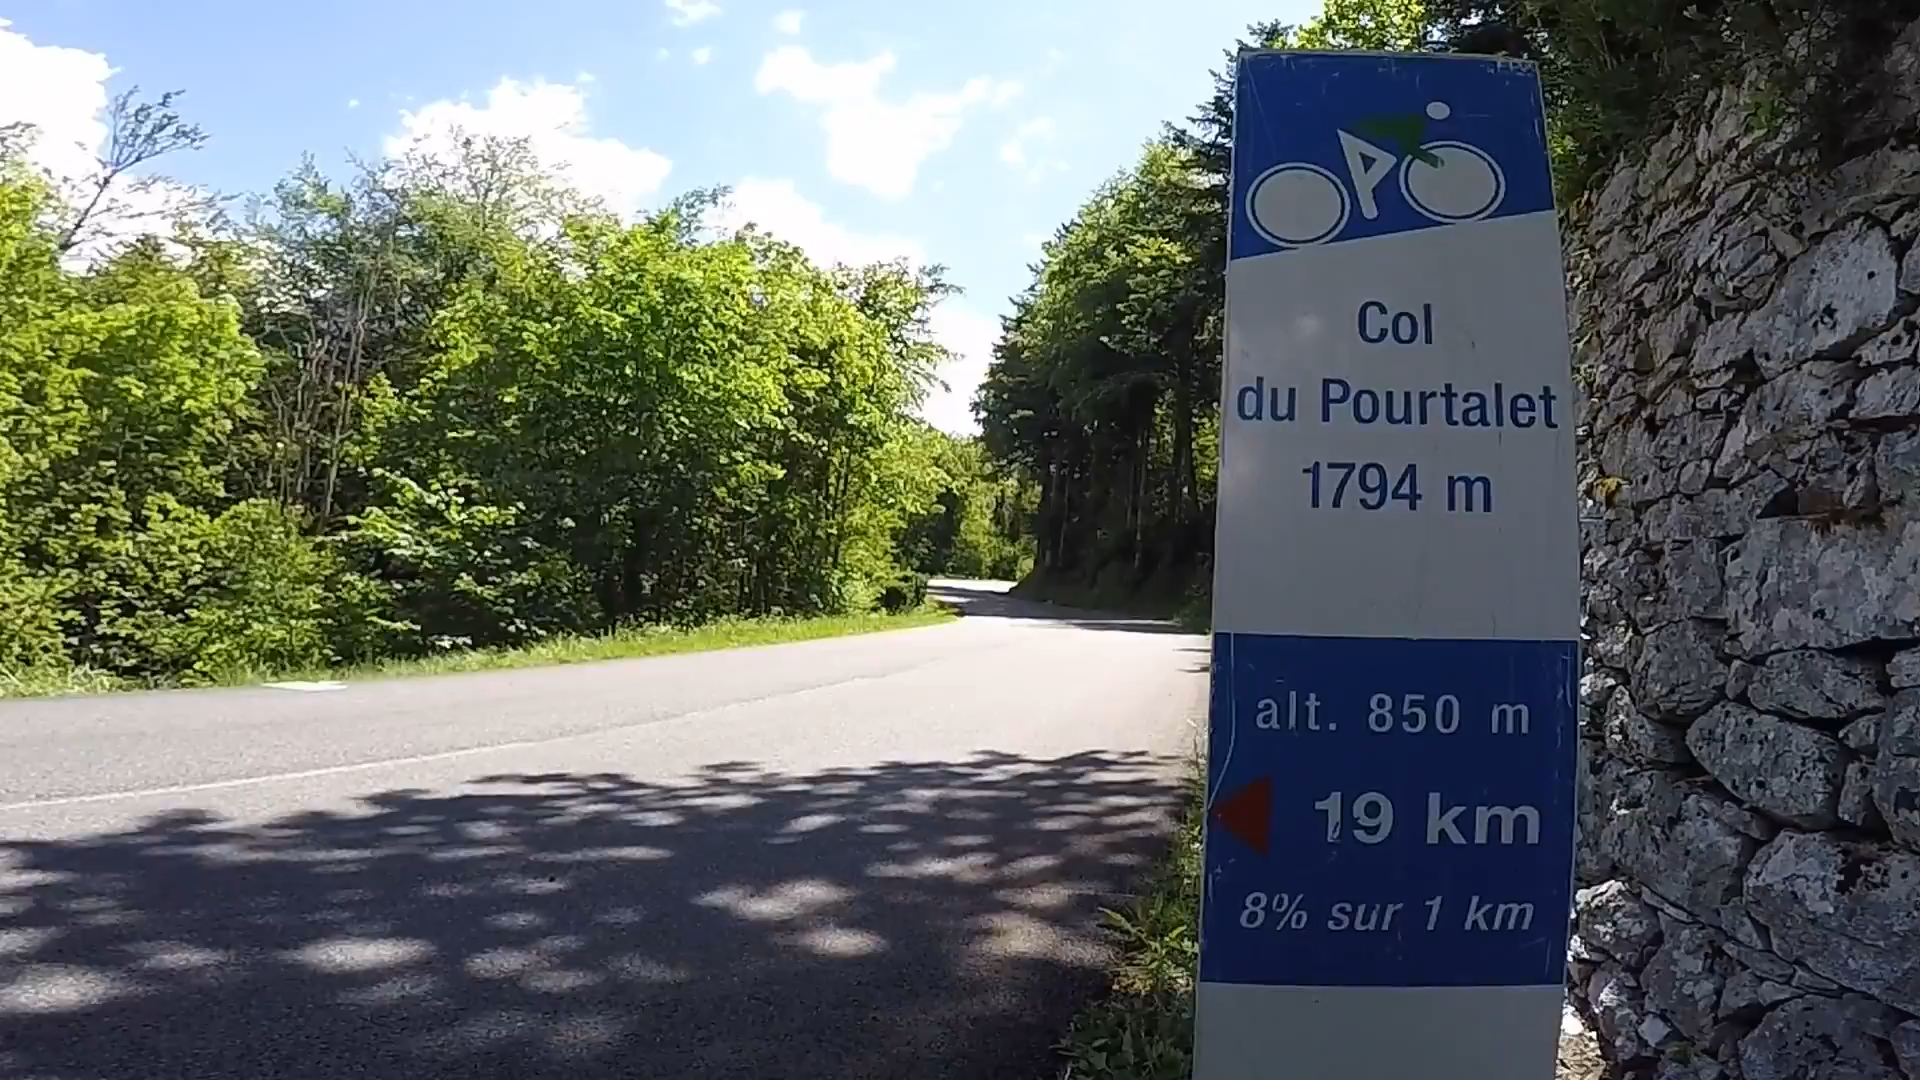 Col
du Pourtalet
1794 m
alt. 850 m
19 km
8% sur 1 km